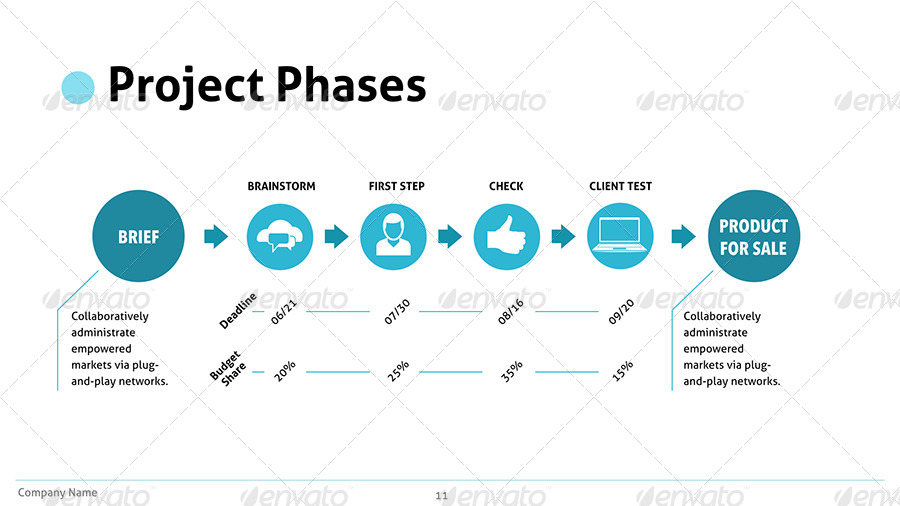 Project Phases
BRAINSTORM
FIRST STEP
CHECK
CLIENT TEST
BRIEF
PRODUCT
FOR SALE
Deadline
06/21
07/30
08/16
09/20
Budget
Share
20%
25%
35%
15%
Collaboratively
administrate
empowered
markets via plug-
and-play networks.
Collaboratively
administrate
empowered
markets via plug-
and-play networks.
Company Name
11
envato